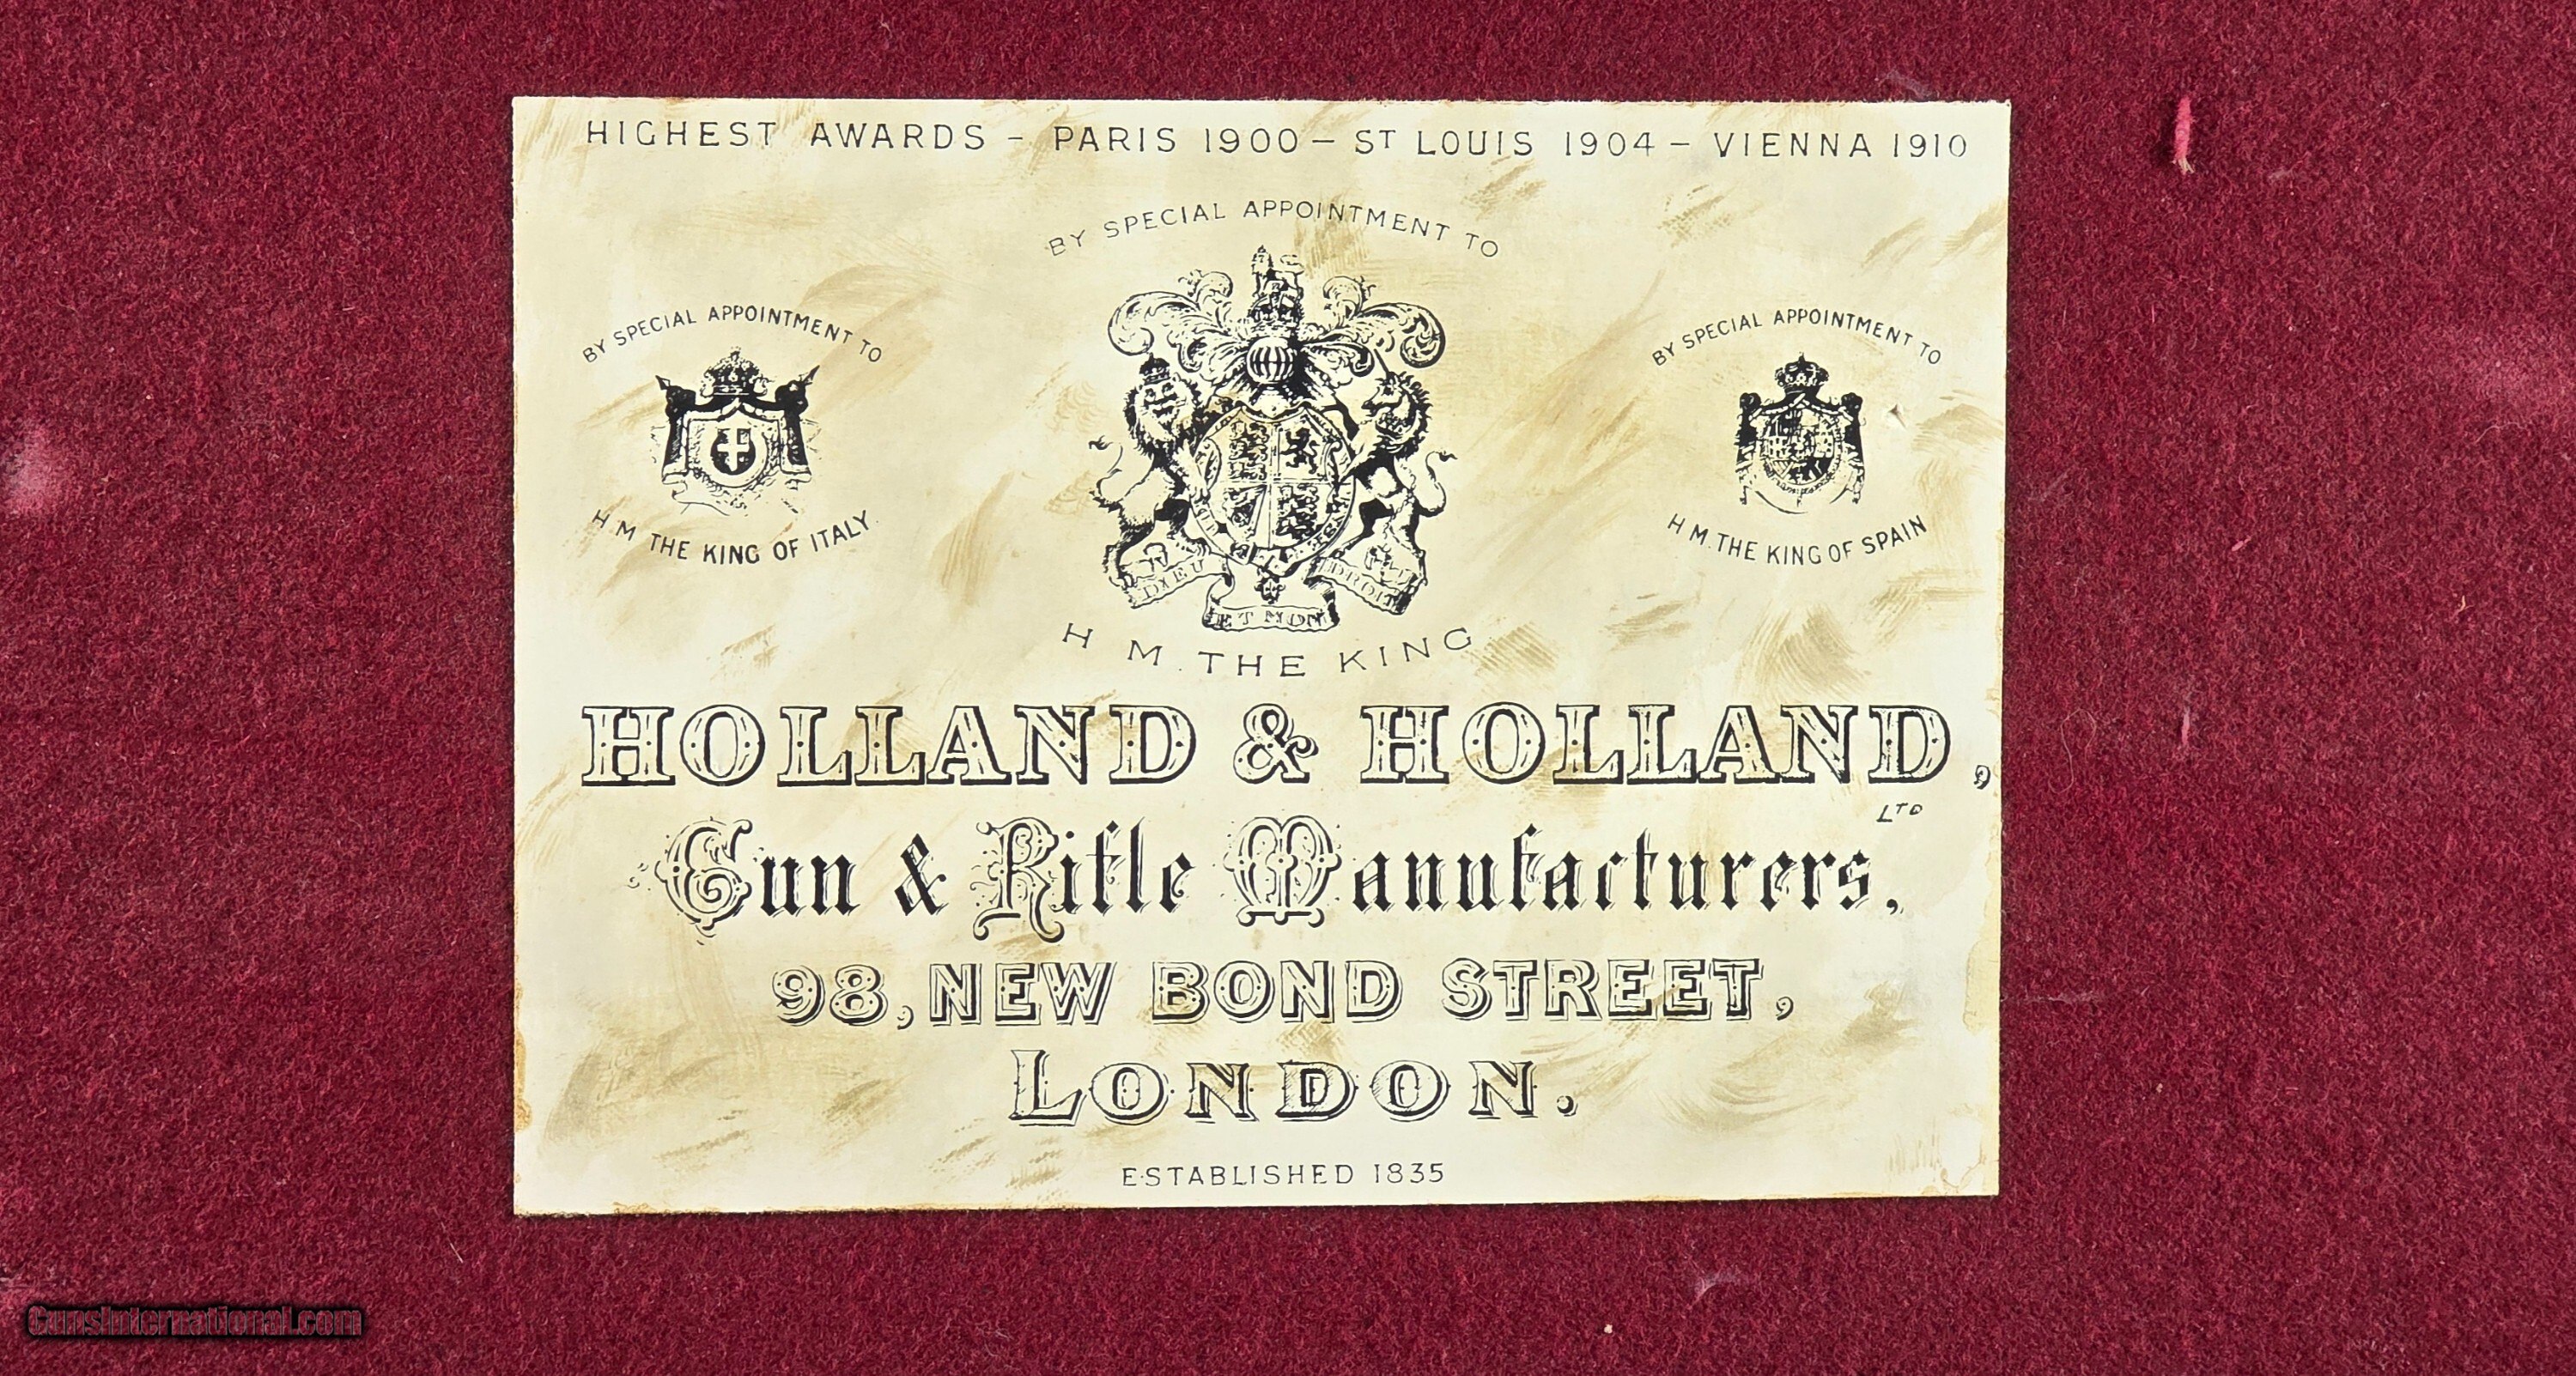 HIGHEST AWARDS - PARIS 1900 - ST LOUIS 1904 - VIENNA 1910
BY SPECIAL APPOINTMENT TO
BY SPECIAL APPOINTMENT TO
BY SPECIAL APPOINTMENT TO
H M THE KING OF ITALY
DIEU ET MON DROIT
H M. THE KING OF SPAIN
H M. THE KING
HOLLAND & HOLLAND,
LTD
Gun & Rifle Manufacturers,
98, NEW BOND STREET,
LONDON.
ESTABLISHED 1835
GunsInternational.com